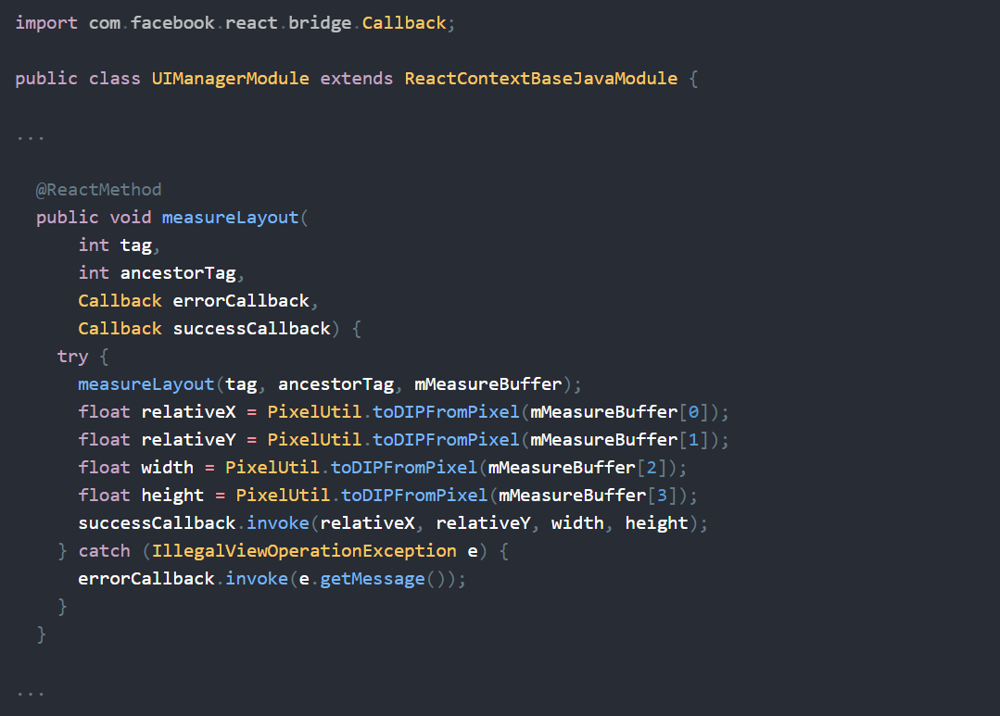 import com.facebook.react.bridge.Callback;
public class UIManagerModule extends ReactContextBaseJavaModule {
...
@ReactMethod
public void measureLayout(
int tag,
int ancestorTag,
Callback errorCallback,
Callback successCallback) {
try {
measureLayout(tag, ancestorTag, mMeasureBuffer);
float relativeX = PixelUtil.toDIPFromPixel(mMeasureBuffer[0]);
float relativeY = PixelUtil.toDIPFromPixel(mMeasureBuffer[1]);
float width = PixelUtil.toDIPFromPixel(mMeasureBuffer[2]);
float height = PixelUtil.toDIPFromPixel(mMeasureBuffer[3]);
successCallback.invoke(relativeX, relativeY, width, height);
} catch (IllegalViewOperationException e) {
errorCallback.invoke(e.getMessage());
}
}
...